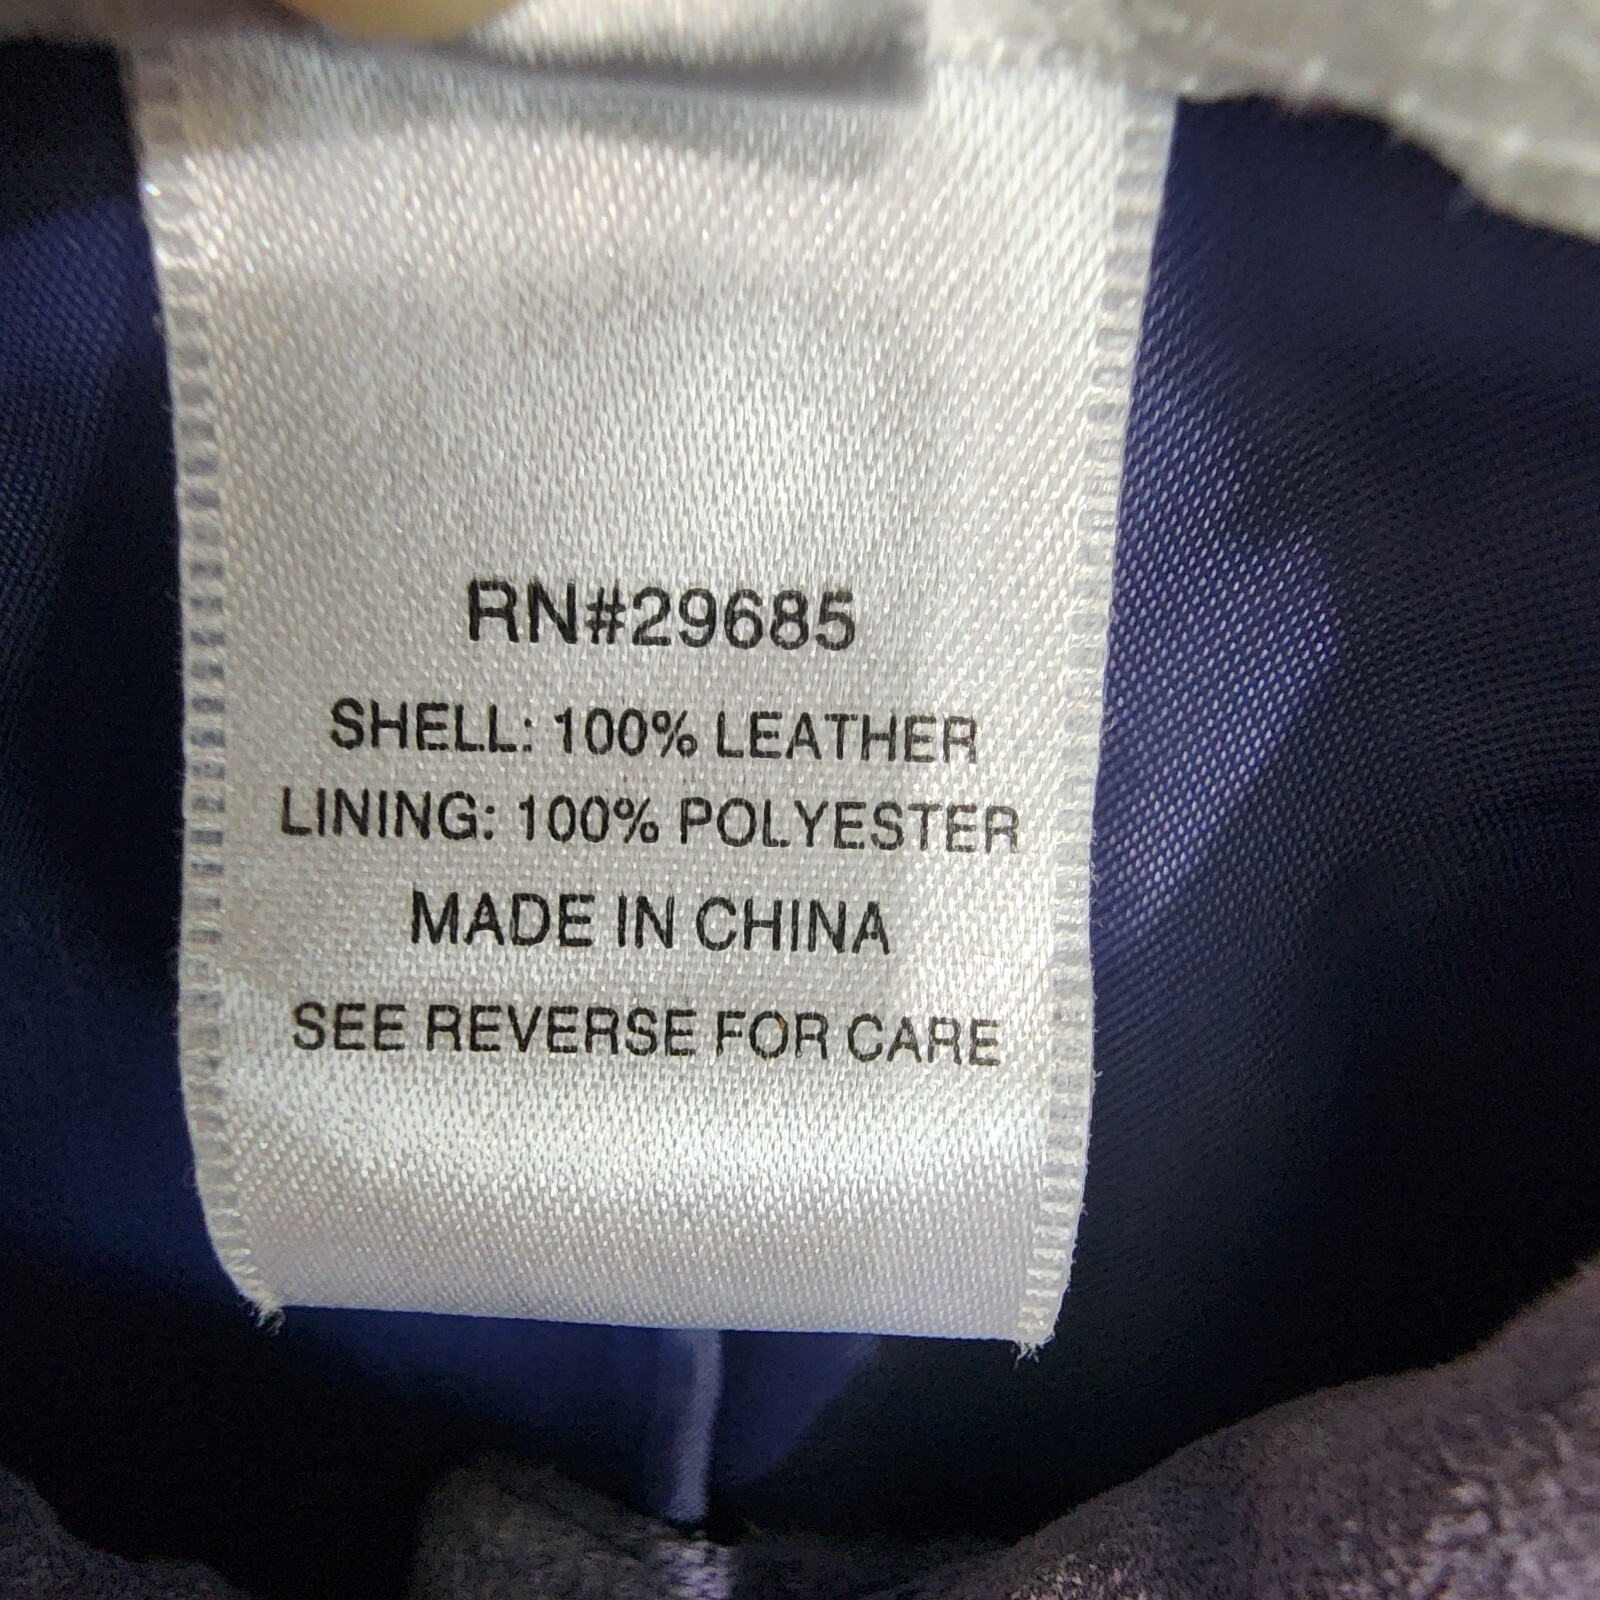 RN#29685
SHELL: 100% LEATHER
LINING: 100% POLYESTER
MADE IN CHINA
SEE REVERSE FOR CARE